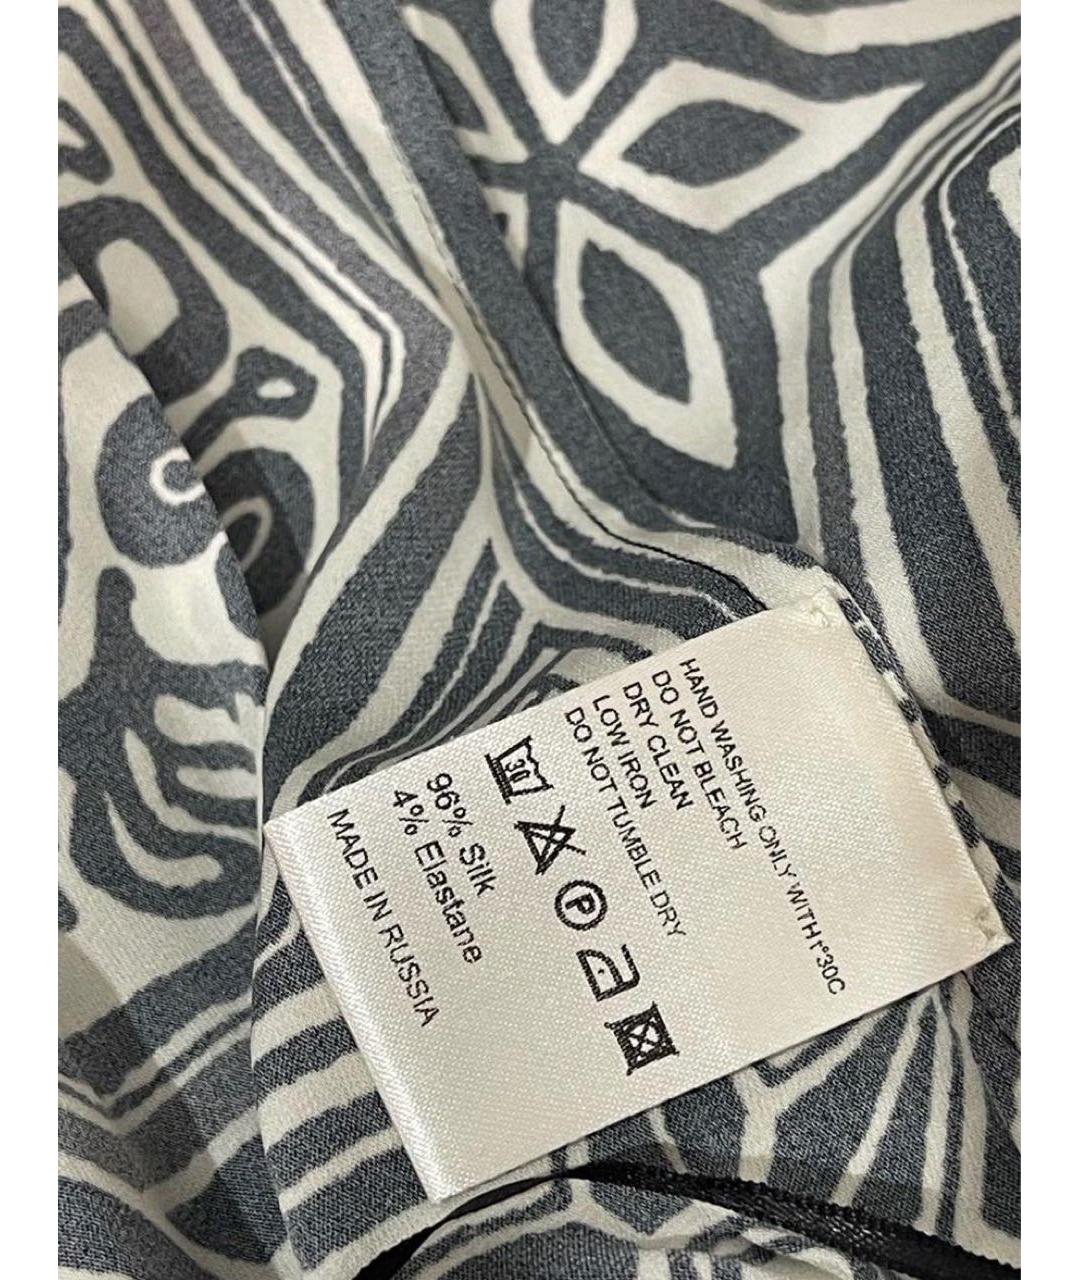 HAND WASHING ONLY WITH t°30C
DO NOT BLEACH
DRY CLEAN
LOW IRON
DO NOT TUMBLE DRY
30
P
96% Silk
4% Elastane
MADE IN RUSSIA